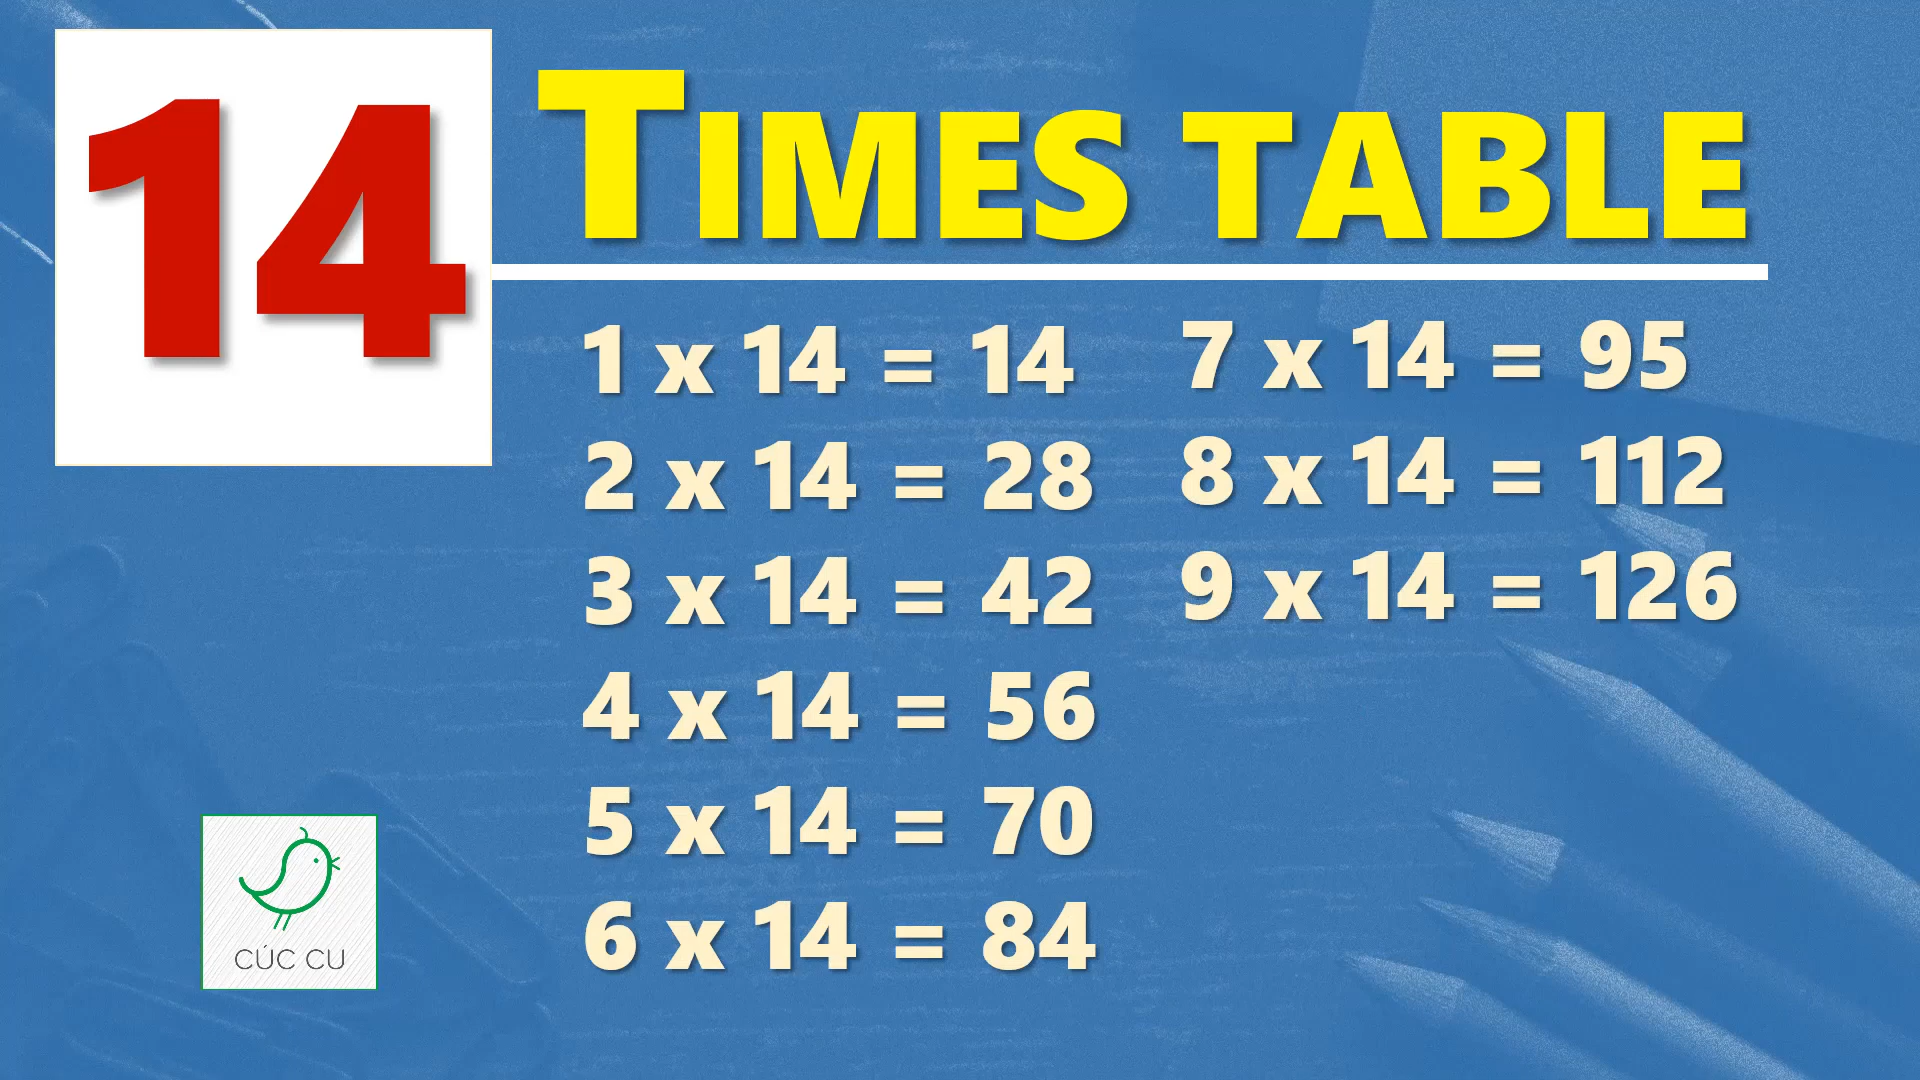 14
TIMES TABLE
1 x 14 = 14
2 x 14 = 28
3 x 14 = 42
4 x 14 = 56
5 x 14 = 70
6 x 14 = 84
7 x 14 = 95
8 x 14 = 112
9 x 14 = 126
CÚC CU